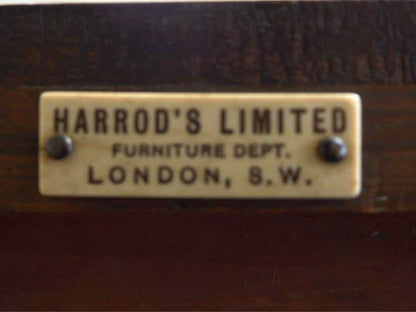 HARROD'S LIMITED
FURNITURE DEPT.
LONDON, S.W.